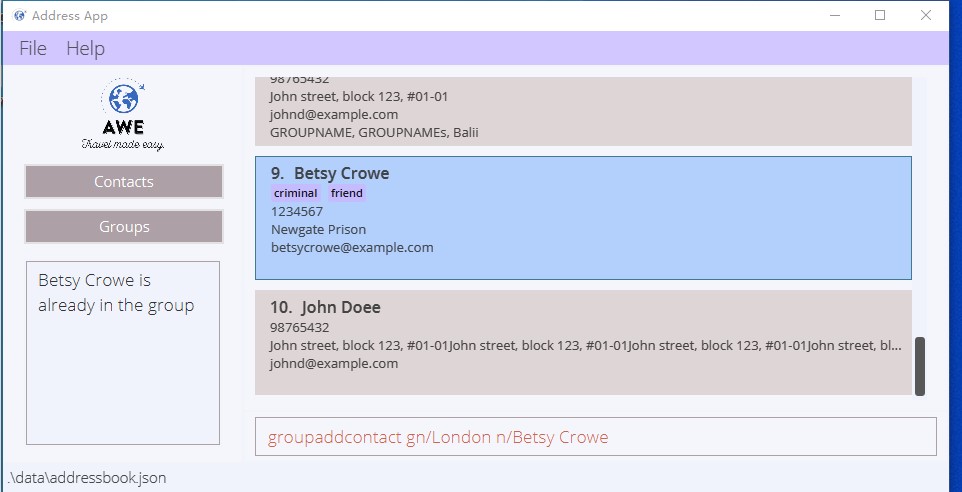 Address App
File Help
AWE
Travel made easy.
Contacts
Groups
Betsy Crowe is
already in the group
98765432
John street, block 123, #01-01
johnd@example.com
GROUPNAME, GROUPNAMEs, Balii
9. Betsy Crowe
criminal friend
1234567
Newgate Prison
betsycrowe@example.com
10. John Doee
98765432
John street, block 123, #01-01John street, block 123, #01-01John street, block 123, #01-01John street, bl...
johnd@example.com
groupaddcontact gn/London n/Betsy Crowe
.\data\addressbook.json